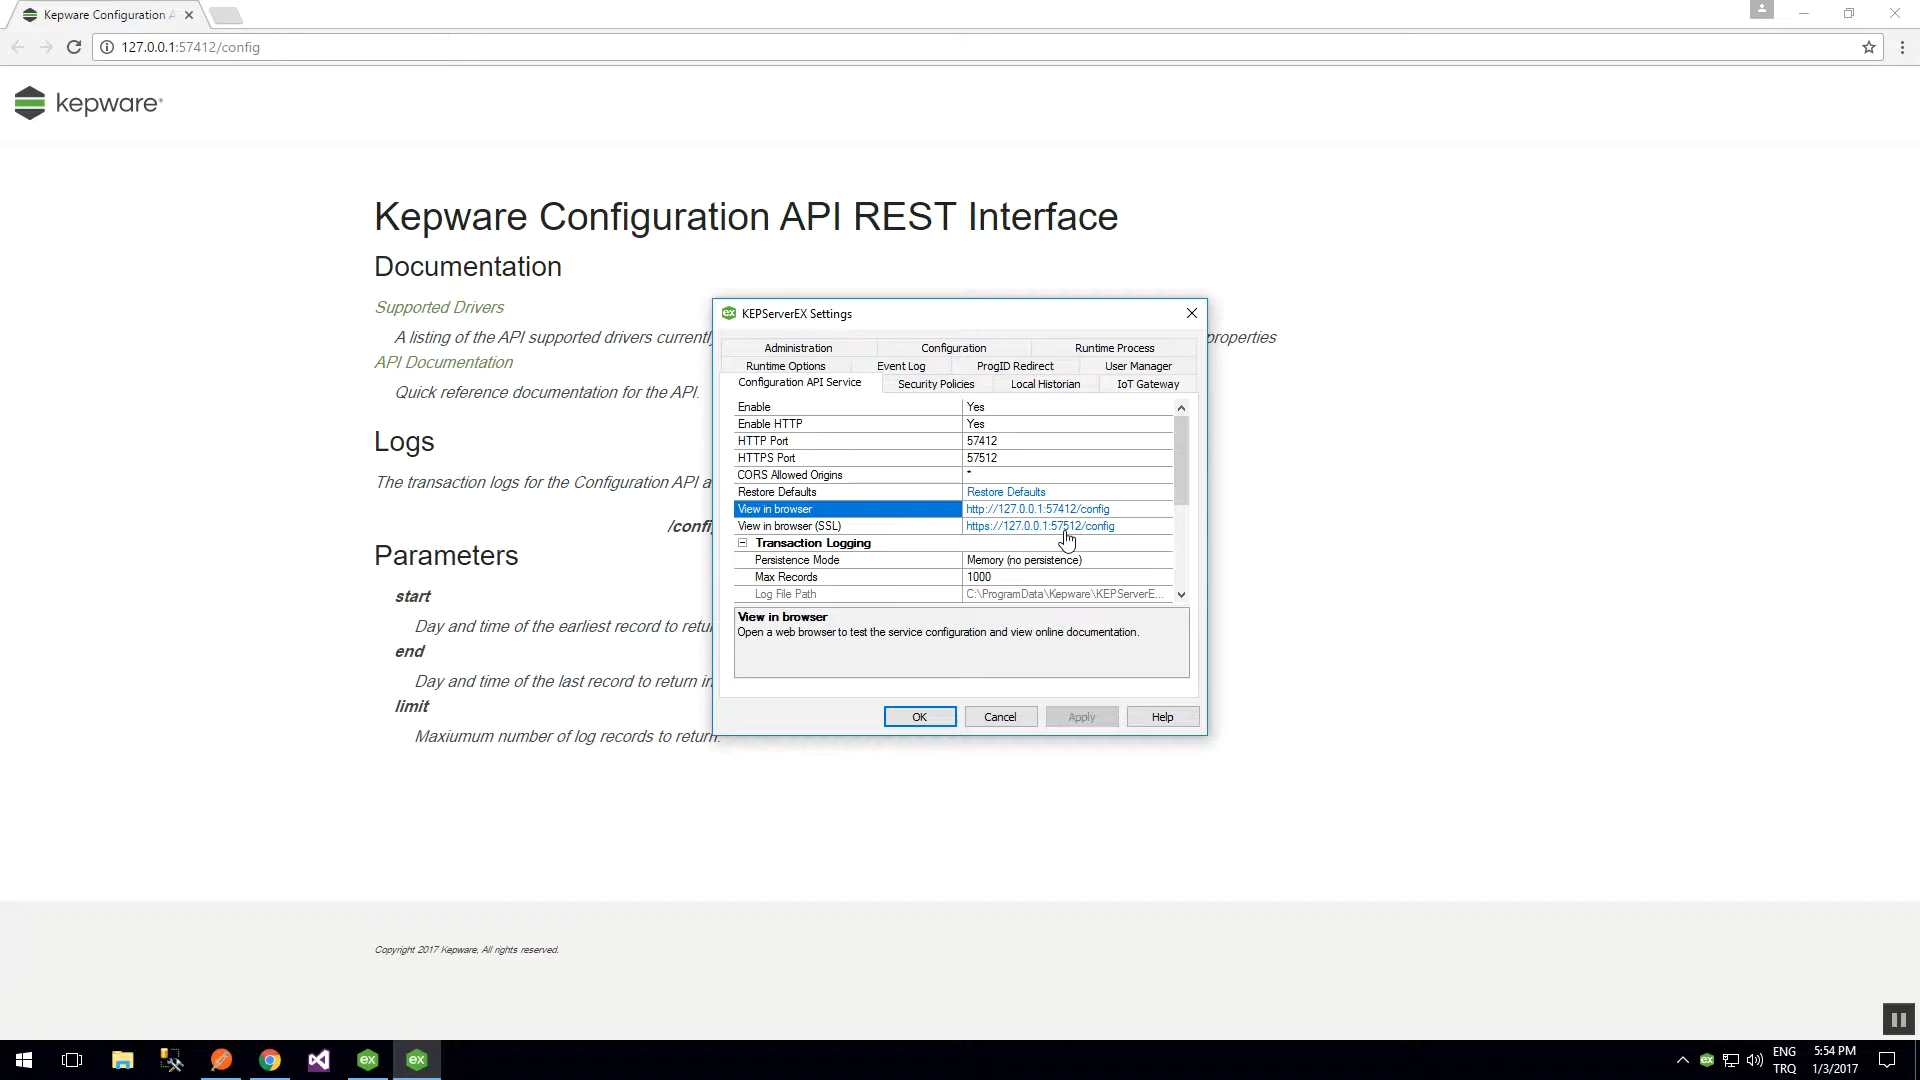 Kepware Configuration A
127.0.0.1:57412/config
kepware
Kepware Configuration API REST Interface
Documentation
Supported Drivers
A listing of the API supported drivers currently
properties
API Documentation
Quick reference documentation for the API.
Logs
The transaction logs for the Configuration API a
/config
Parameters
start
Day and time of the earliest record to retu
end
Day and time of the last record to return in
limit
Maxiumum number of log records to return.
KEPServerEX Settings
Administration Configuration Runtime Process
Runtime Options Event Log ProgID Redirect User Manager
Configuration API Service Security Policies Local Historian IoT Gateway
Enable Yes
Enable HTTP Yes
HTTP Port 57412
HTTPS Port 57512
CORS Allowed Origins *
Restore Defaults Restore Defaults
View in browser http://127.0.0.1:57412/config
View in browser (SSL) https://127.0.0.1:57512/config
Transaction Logging
Persistence Mode Memory (no persistence)
Max Records 1000
Log File Path C:\ProgramData\Kepware\KEPServerE...
View in browser
Open a web browser to test the service configuration and view online documentation.
OK Cancel Apply Help
Copyright 2017 Kepware. All rights reserved.
ex ex ex
ENG
TRQ
5:54 PM
1/3/2017